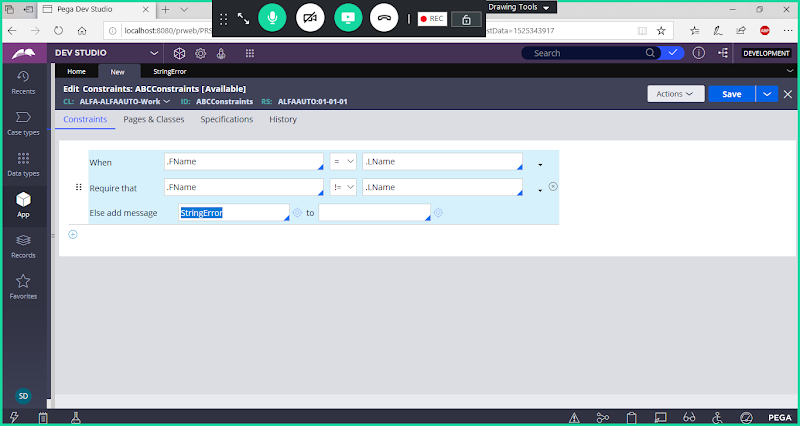 Pega Dev Studio
Drawing Tools
REC
localhost:8080/prweb/PRS
estData=1525343917
DEV STUDIO
Search
DEVELOPMENT
Home
New
StringError
Recents
Case types
Data types
App
Records
Favorites
SD
Edit Constraints: ABCConstraints [Available]
CL: ALFA-ALFAAUTO-Work ID: ABCConstraints RS: ALFAAUTO:01-01-01
Actions
Save
Constraints Pages & Classes Specifications History
When .FName = .LName
Require that .FName != .LName
Else add message StringError to
PEGA